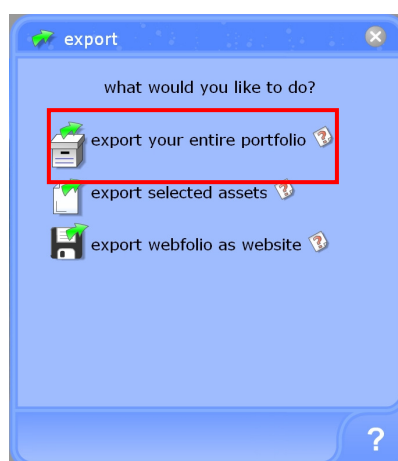 export
what would you like to do?
export your entire portfolio
export selected assets
export webfolio as website
?